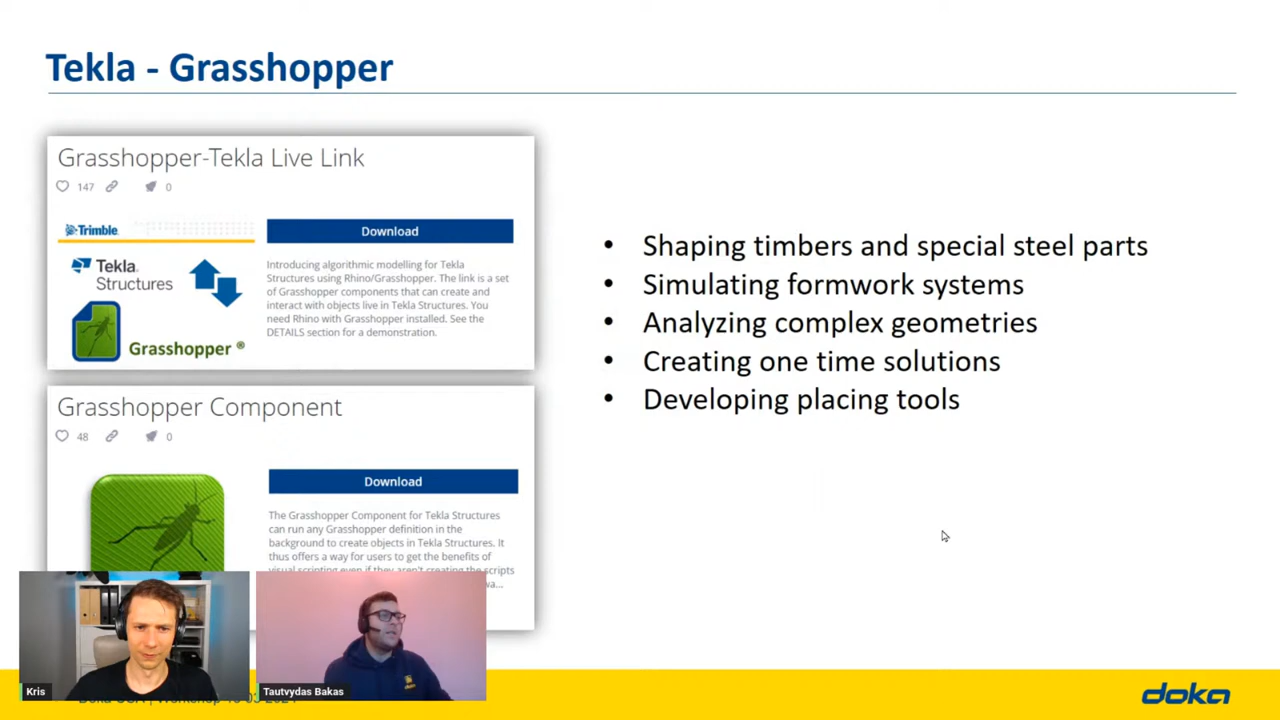 Tekla - Grasshopper
Grasshopper-Tekla Live Link
147 0
Trimble
Tekla
Structures
Grasshopper ®
Download
Introducing algorithmic modelling for Tekla
Structures using Rhino/Grasshopper. The link is a set
of Grasshopper components that can create and
interact with objects live in Tekla Structures. You
need Rhino with Grasshopper installed. See the
DETAILS section for a demonstration.
Grasshopper Component
48 0
Download
The Grasshopper Component for Tekla Structures
can run any Grasshopper definition in the
background to create objects in Tekla Structures. It
thus offers a way for users to get the benefits of
visual scripting even if they aren't creating the scripts
• Shaping timbers and special steel parts
• Simulating formwork systems
• Analyzing complex geometries
• Creating one time solutions
• Developing placing tools
Kris
Tautvydas Bakas
doka